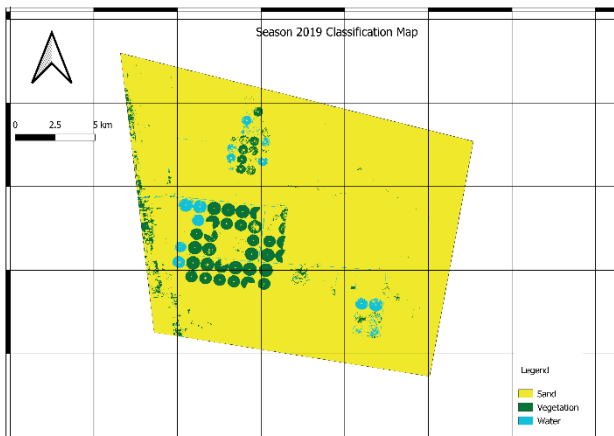 Season 2019 Classification Map
0 2.5 5 km
Legend
Sand
Vegetation
Water